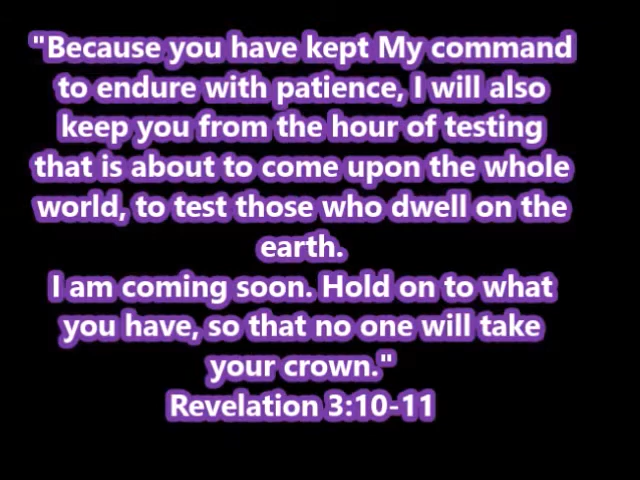 "Because you have kept My command
to endure with patience, I will also
keep you from the hour of testing
that is about to come upon the whole
world, to test those who dwell on the
earth.
I am coming soon. Hold on to what
you have, so that no one will take
your crown."
Revelation 3:10-11